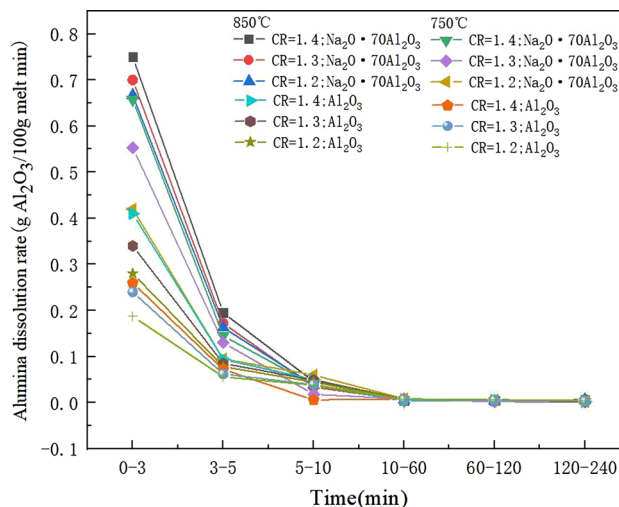 850℃ 750℃
CR=1.4;Na₂O·70Al₂O₃ CR=1.4;Na₂O·70Al₂O₃
CR=1.3;Na₂O·70Al₂O₃ CR=1.3;Na₂O·70Al₂O₃
CR=1.2;Na₂O·70Al₂O₃ CR=1.2;Na₂O·70Al₂O₃
CR=1.4;Al₂O₃ CR=1.4;Al₂O₃
CR=1.3;Al₂O₃ CR=1.3;Al₂O₃
CR=1.2;Al₂O₃ CR=1.2;Al₂O₃
Alumina dissolution rate(g Al₂O₃/100g melt min)
0.8
0.7
0.6
0.5
0.4
0.3
0.2
0.1
0.0
−0.1
0−3 3−5 5−10 10−60 60−120 120−240
Time(min)